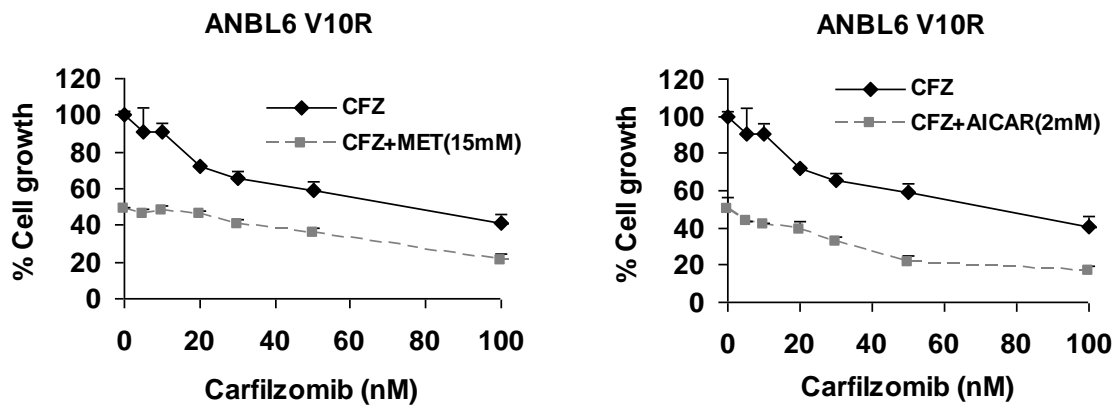 ANBL6 V10R
CFZ
CFZ+MET(15mM)
% Cell growth
120
100
80
60
40
20
0
0 20 40 60 80 100
Carfilzomib (nM)
ANBL6 V10R
CFZ
CFZ+AICAR(2mM)
% Cell growth
120
100
80
60
40
20
0
0 20 40 60 80 100
Carfilzomib (nM)